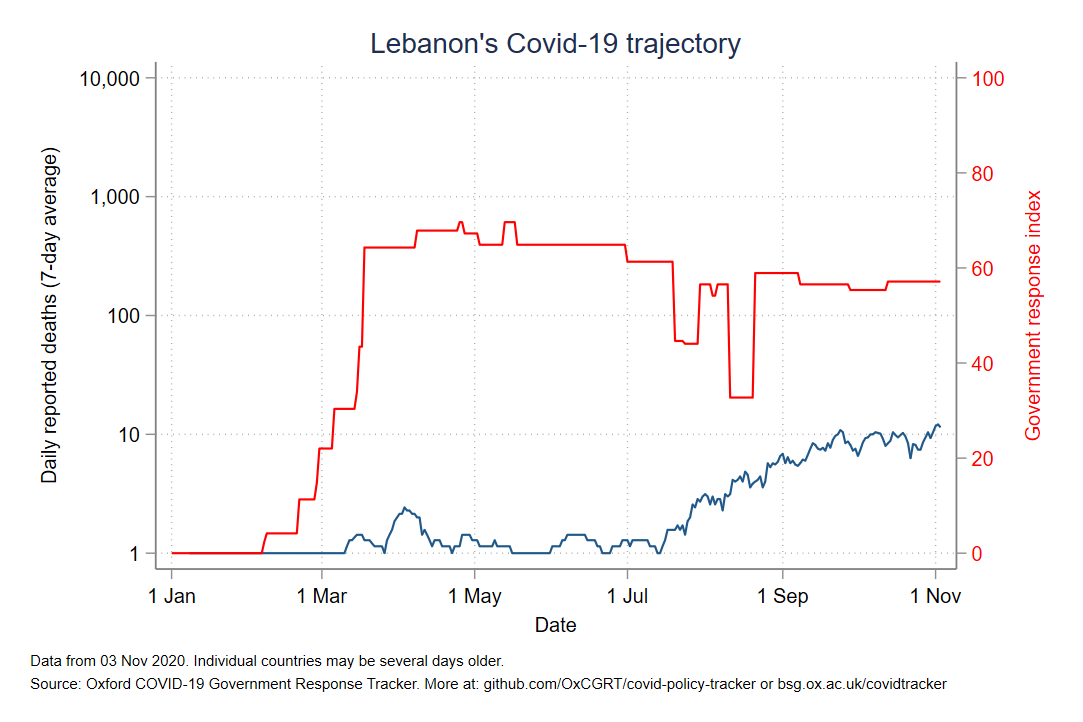 Lebanon's Covid-19 trajectory
Daily reported deaths (7-day average)
10,000
1,000
100
10
1
100
80
60
40
20
0
Government response index
1 Jan
1 Mar
1 May
1 Jul
1 Sep
1 Nov
Date
Data from 03 Nov 2020. Individual countries may be several days older.
Source: Oxford COVID-19 Government Response Tracker. More at: github.com/OxCGRT/covid-policy-tracker or bsg.ox.ac.uk/covidtracker